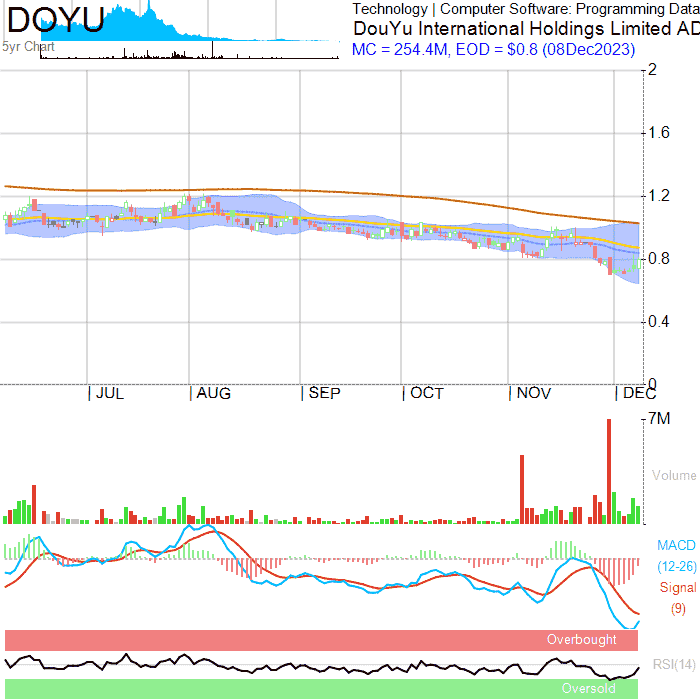 DOYU
5yr Chart
Technology | Computer Software: Programming Data
DouYu International Holdings Limited AD
MC = 254.4M, EOD = $0.8 (08Dec2023)
2
1.6
1.2
0.8
0.4
0
JUL AUG SEP OCT NOV DEC
7M
Volume
MACD
(12-26)
Signal
(9)
Overbought
RSI(14)
Oversold